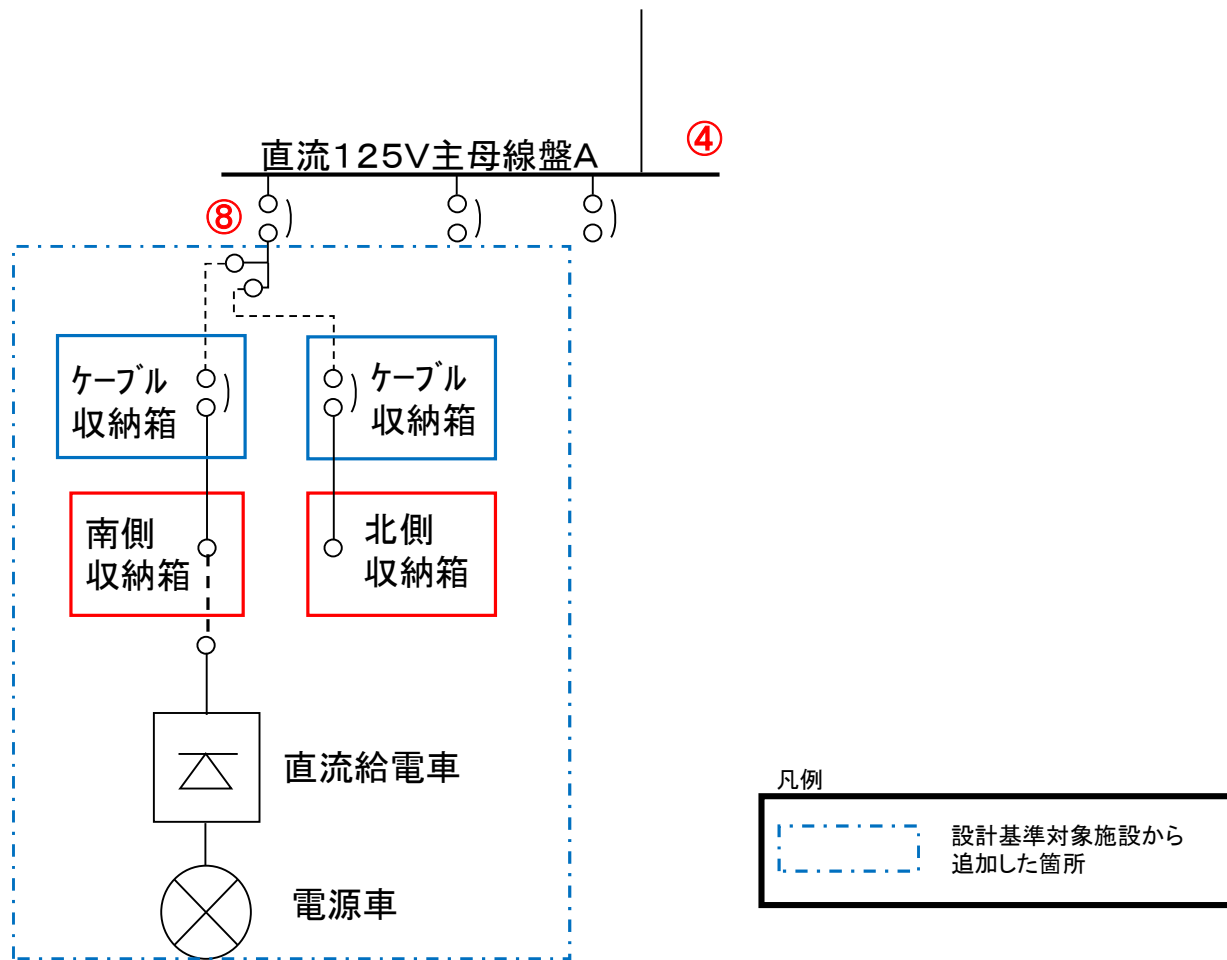 直流125V主母線盤A
④
⑧
ケーブル
収納箱
ケーブル
収納箱
南側
収納箱
北側
収納箱
直流給電車
電源車
凡例
設計基準対象施設から
追加した箇所